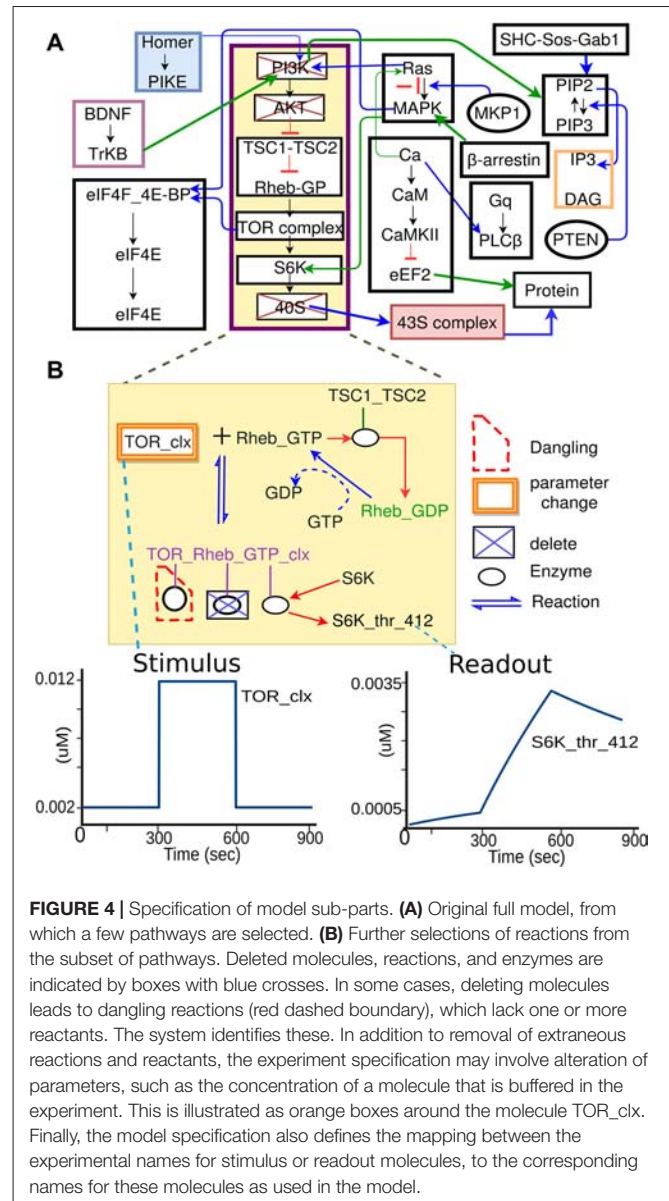 A
Homer
PIKE
BDNF
TrKB
eIF4F_4E-BP
eIF4E
eIF4E
PI3K
AKT
TSC1-TSC2
Rheb-GP
TOR complex
S6K
40S
Ras
MAPK
MKP1
β-arrestin
Ca
CaM
CaMKII
eEF2
Gq
PLCβ
SHC-Sos-Gab1
PIP2
PIP3
IP3
DAG
PTEN
Protein
43S complex
B
TSC1_TSC2
TOR_clx
+ Rheb_GTP
GDP
GTP
Rheb_GDP
TOR_Rheb_GTP_clx
S6K
S6K_thr_412
Dangling
parameter
change
delete
Enzyme
Reaction
Stimulus
0.012
(uM)
0.002
TOR_clx
0 300 600 900
Time (sec)
Readout
0.0035
(uM)
0.0005
S6K_thr_412
0 300 600 900
Time (sec)
FIGURE 4 | Specification of model sub-parts. (A) Original full model, from
which a few pathways are selected. (B) Further selections of reactions from
the subset of pathways. Deleted molecules, reactions, and enzymes are
indicated by boxes with blue crosses. In some cases, deleting molecules
leads to dangling reactions (red dashed boundary), which lack one or more
reactants. The system identifies these. In addition to removal of extraneous
reactions and reactants, the experiment specification may involve alteration of
parameters, such as the concentration of a molecule that is buffered in the
experiment. This is illustrated as orange boxes around the molecule TOR_clx.
Finally, the model specification also defines the mapping between the
experimental names for stimulus or readout molecules, to the corresponding
names for these molecules as used in the model.